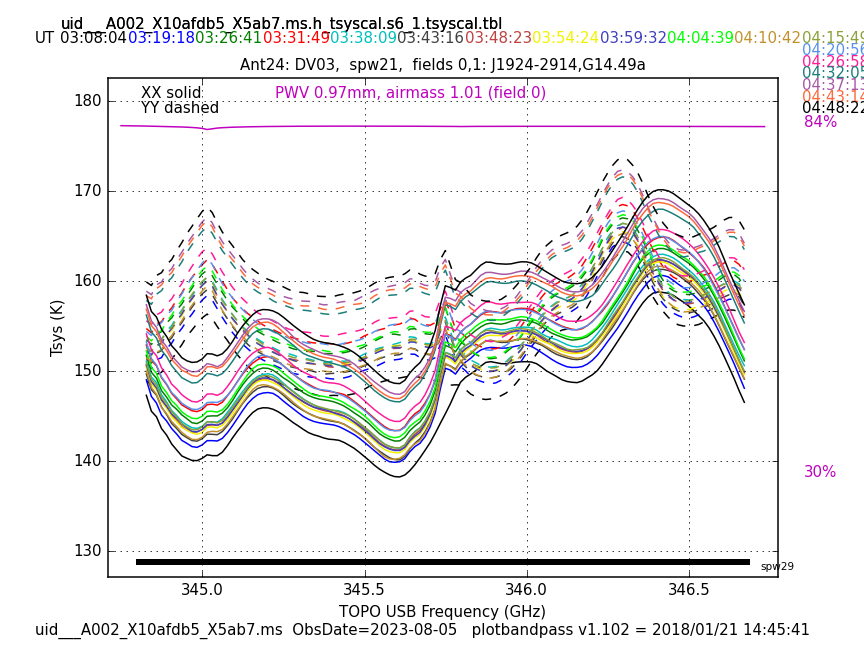 uid___A002_X10afdb5_X5ab7.ms.h_tsyscal.s6_1.tsyscal.tbl
UT 03:08:04 03:19:18 03:26:41 03:31:49 03:38:09 03:43:16 03:48:23 03:54:24 03:59:32 04:04:39 04:10:42 04:15:49
04:20:56
04:26:58
04:32:05
04:37:13
04:43:14
04:48:22
Ant24: DV03,  spw21,  fields 0,1: J1924-2914,G14.49a
XX solid
YY dashed
PWV 0.97mm, airmass 1.01 (field 0)
84%
30%
180
170
160
150
140
130
Tsys (K)
spw29
345.0 345.5 346.0 346.5
TOPO USB Frequency (GHz)
uid___A002_X10afdb5_X5ab7.ms  ObsDate=2023-08-05   plotbandpass v1.102 = 2018/01/21 14:45:41